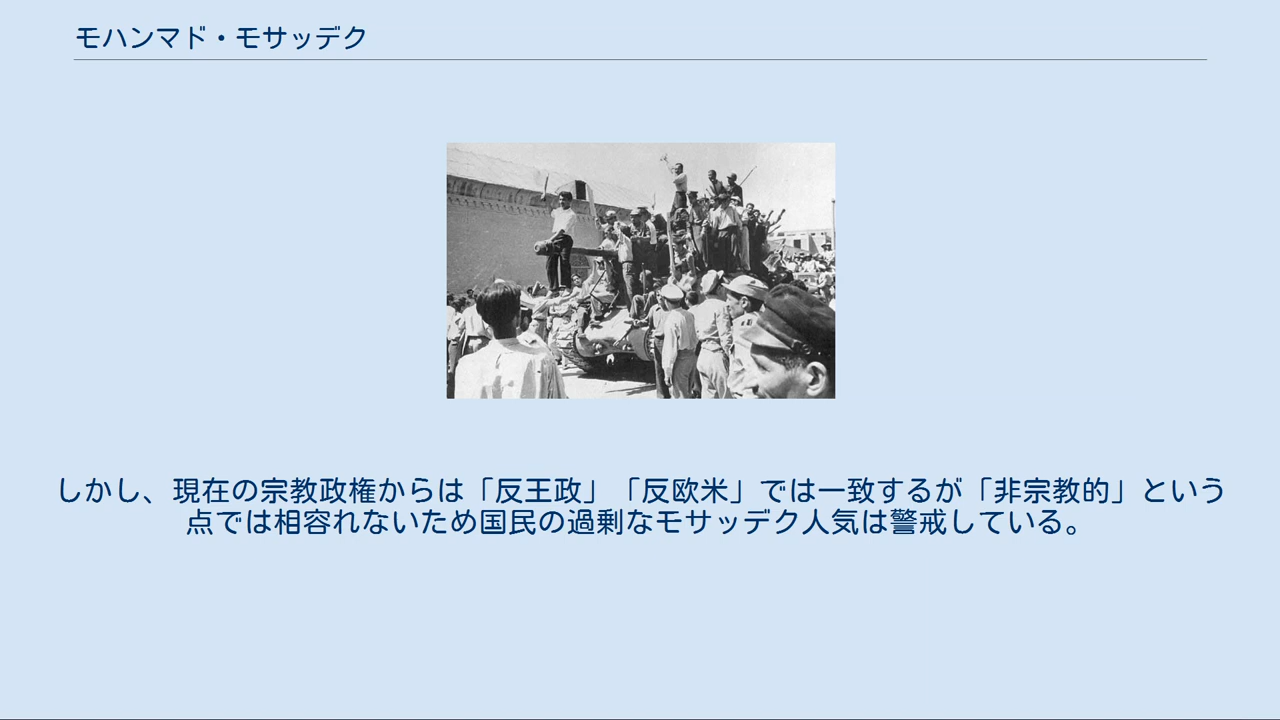 モハンマド・モサッデク
しかし、現在の宗教政権からは「反王政」「反欧米」では一致するが「非宗教的」という
点では相容れないため国民の過剰なモサッデク人気は警戒している。